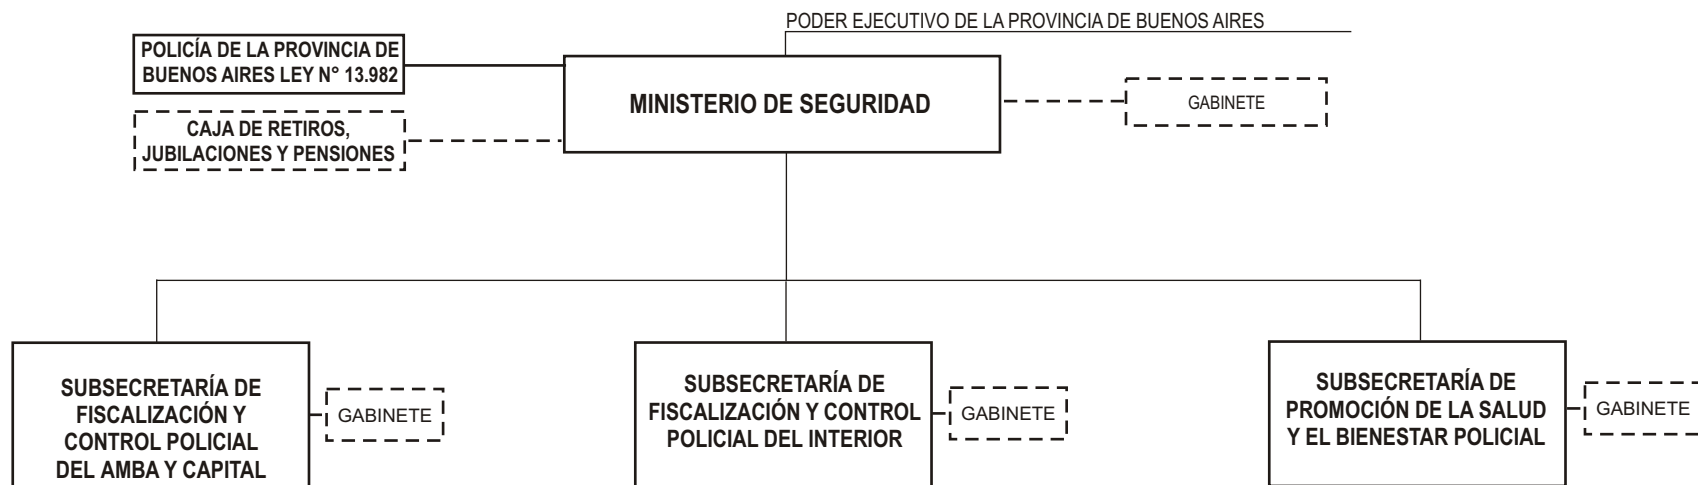 PODER EJECUTIVO DE LA PROVINCIA DE BUENOS AIRES
POLICÍA DE LA PROVINCIA DE
BUENOS AIRES LEY N° 13.982
MINISTERIO DE SEGURIDAD
GABINETE
CAJA DE RETIROS,
JUBILACIONES Y PENSIONES
SUBSECRETARÍA DE
FISCALIZACIÓN Y
CONTROL POLICIAL
DEL AMBA Y CAPITAL
GABINETE
SUBSECRETARÍA DE
FISCALIZACIÓN Y CONTROL
POLICIAL DEL INTERIOR
GABINETE
SUBSECRETARÍA DE
PROMOCIÓN DE LA SALUD
Y EL BIENESTAR POLICIAL
GABINETE